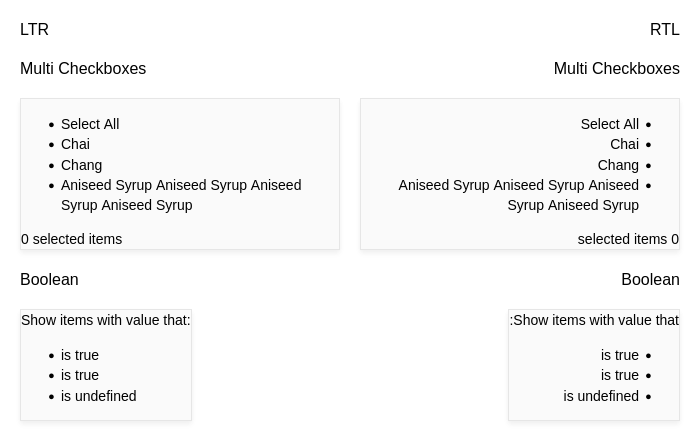 LTR
Multi Checkboxes
• Select All
• Chai
• Chang
• Aniseed Syrup Aniseed Syrup Aniseed
Syrup Aniseed Syrup
0 selected items
Boolean
Show items with value that:
• is true
• is true
• is undefined
RTL
Multi Checkboxes
Select All •
Chai •
Chang •
Aniseed Syrup Aniseed Syrup Aniseed •
Syrup Aniseed Syrup
selected items 0
Boolean
:Show items with value that
is true •
is true •
is undefined •